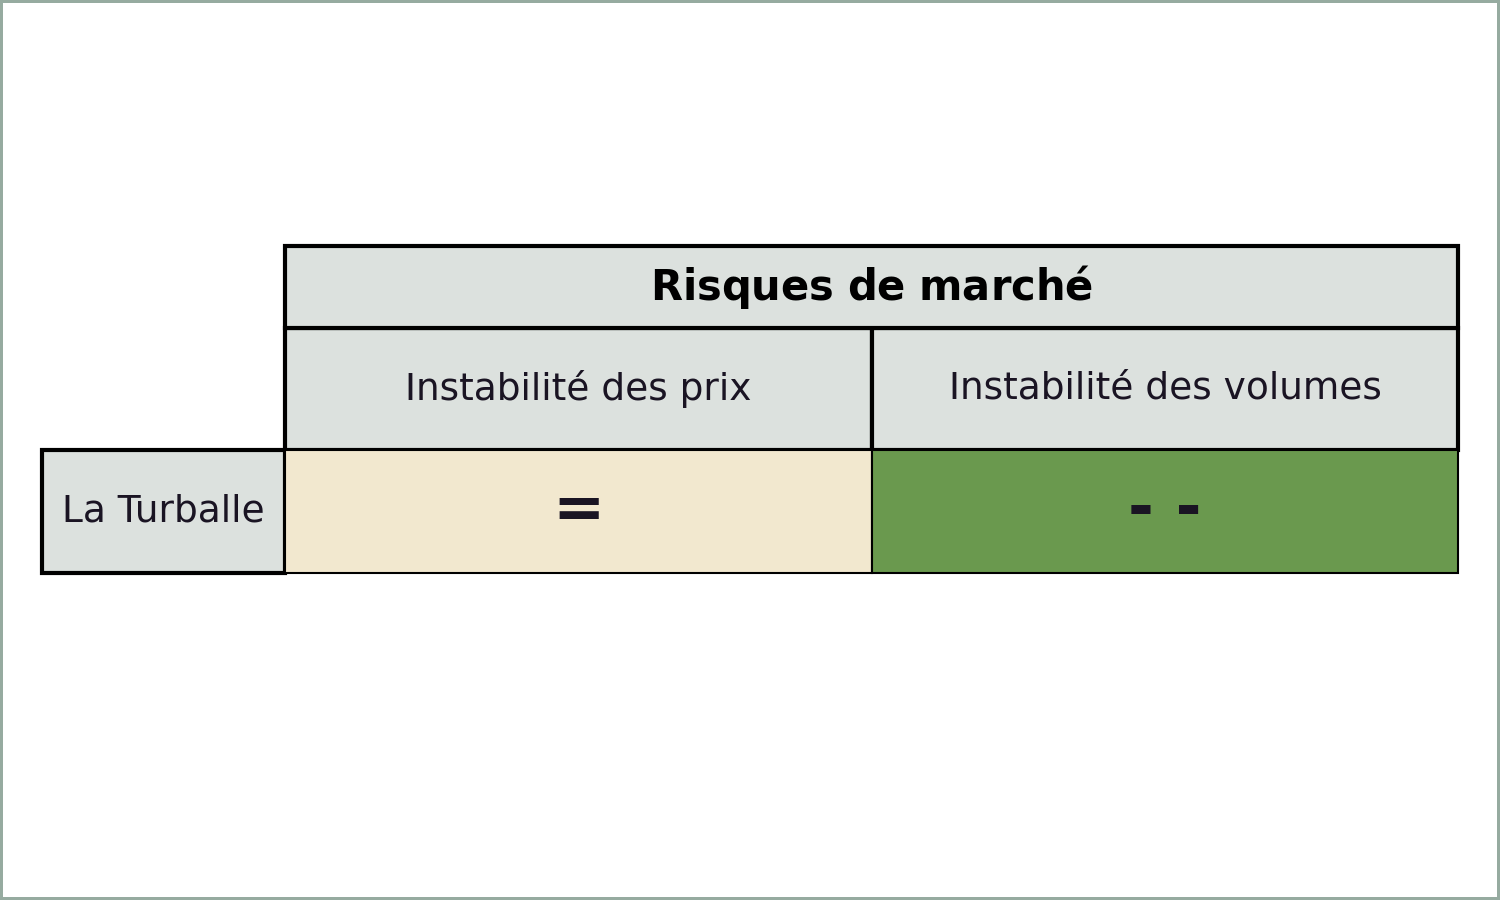 Risques de marché
Instabilité des prix
Instabilité des volumes
La Turballe
=
- -